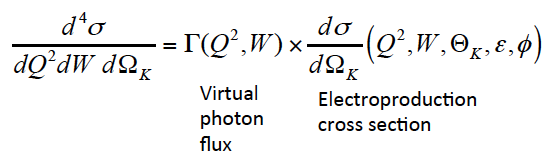 d⁴σ / dQ²dW dΩ_K = Γ(Q²,W) × dσ / dΩ_K (Q²,W,Θ_K,ε,ϕ)
Virtual
photon
flux
Electroproduction
cross section